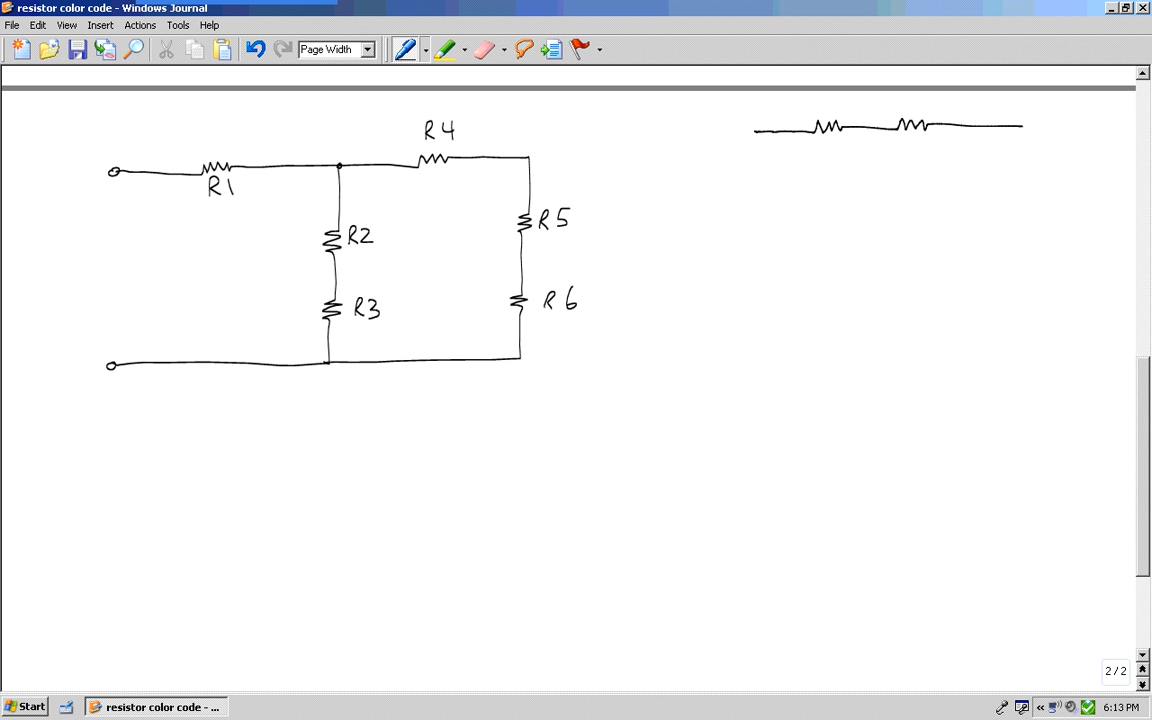 resistor color code - Windows Journal
File Edit View Insert Actions Tools Help
Page Width
R4
R1
R5
R2
R6
R3
2/2
Start
resistor color code - ...
«
6:13 PM